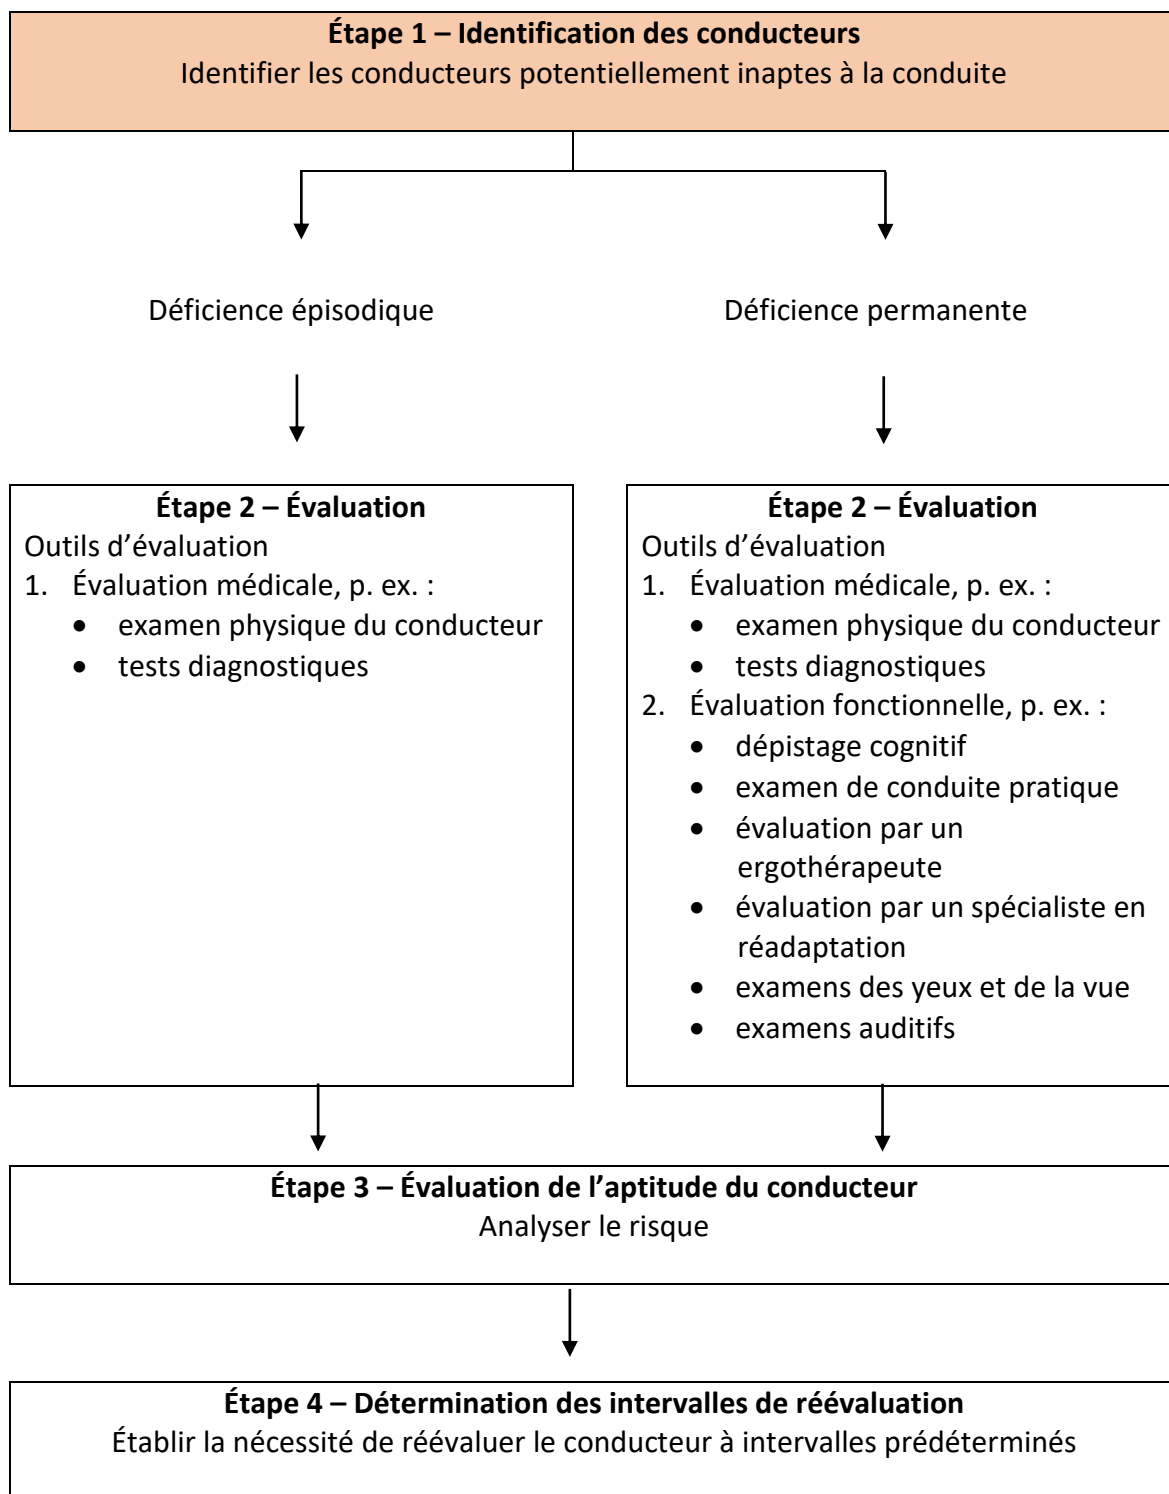 Étape 1 – Identification des conducteurs
Identifier les conducteurs potentiellement inaptes à la conduite
Déficience épisodique
Déficience permanente
Étape 2 – Évaluation
Outils d’évaluation
1. Évaluation médicale, p. ex. :
• examen physique du conducteur
• tests diagnostiques
Étape 2 – Évaluation
Outils d’évaluation
1. Évaluation médicale, p. ex. :
• examen physique du conducteur
• tests diagnostiques
2. Évaluation fonctionnelle, p. ex. :
• dépistage cognitif
• examen de conduite pratique
• évaluation par un
ergothérapeute
• évaluation par un spécialiste en
réadaptation
• examens des yeux et de la vue
• examens auditifs
Étape 3 – Évaluation de l’aptitude du conducteur
Analyser le risque
Étape 4 – Détermination des intervalles de réévaluation
Établir la nécessité de réévaluer le conducteur à intervalles prédéterminés